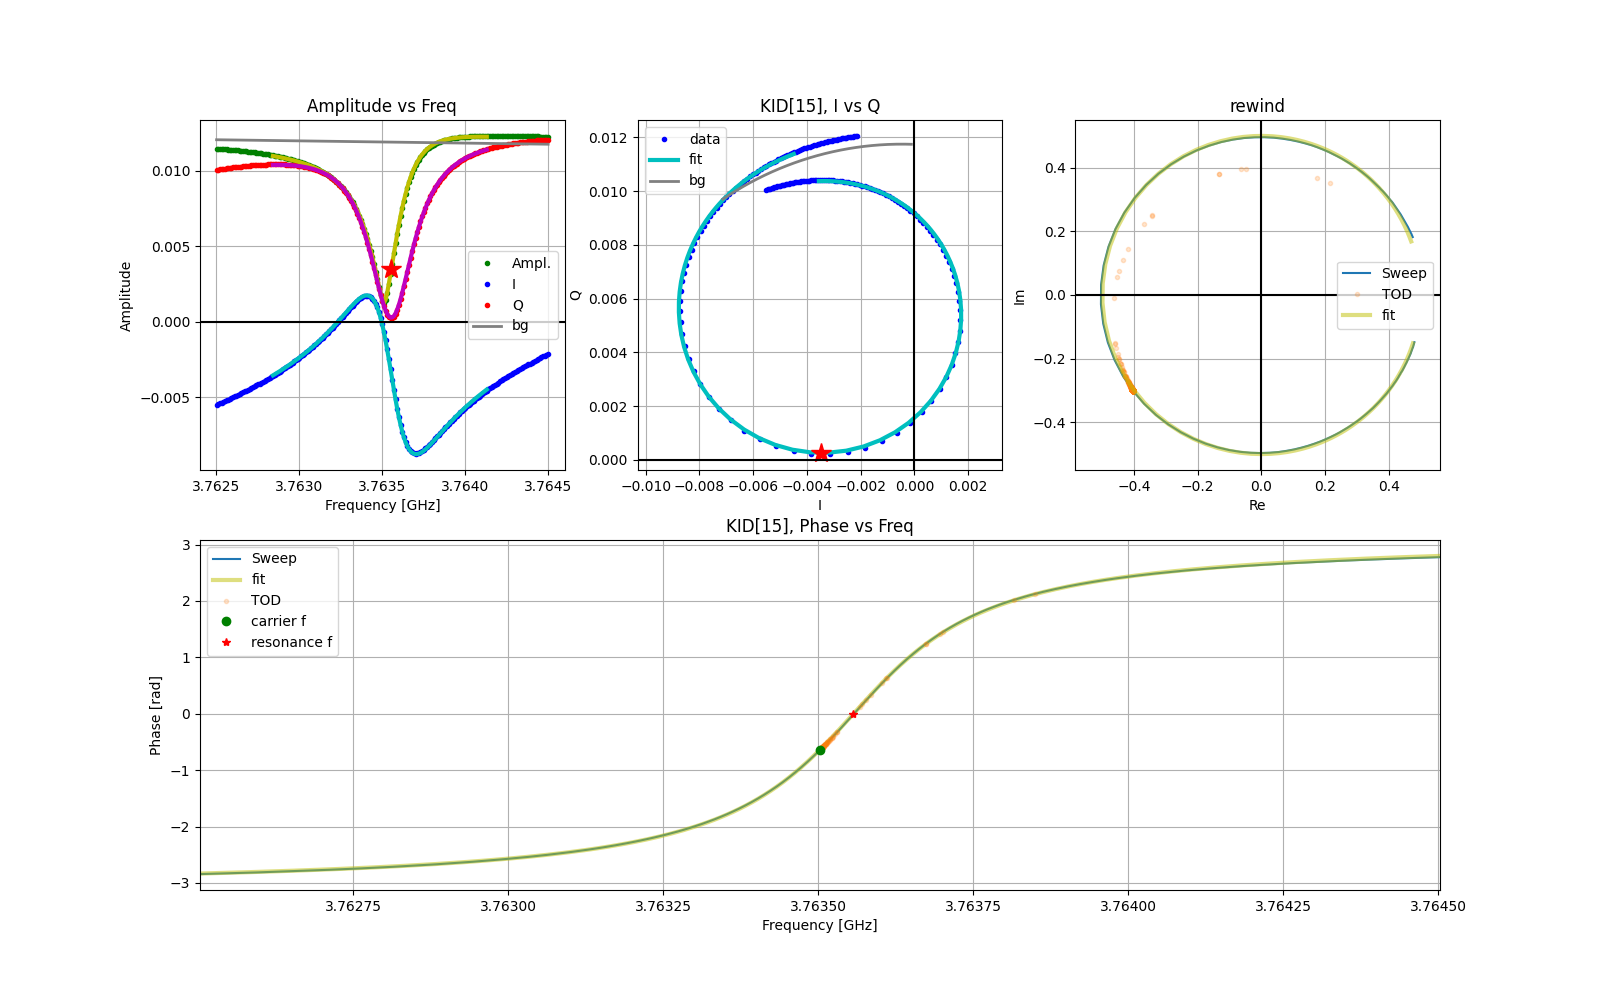 Amplitude vs Freq
Amplitude
0.010
0.005
0.000
−0.005
Ampl.
I
Q
bg
3.7625 3.7630 3.7635 3.7640 3.7645
Frequency [GHz]
KID[15], I vs Q
Q
0.012
0.010
0.008
0.006
0.004
0.002
0.000
data
fit
bg
−0.010 −0.008 −0.006 −0.004 −0.002 0.000 0.002
I
rewind
Im
0.4
0.2
0.0
−0.2
−0.4
Sweep
TOD
fit
−0.4 −0.2 0.0 0.2 0.4
Re
KID[15], Phase vs Freq
Phase [rad]
3
2
1
0
−1
−2
−3
Sweep
fit
TOD
carrier f
resonance f
3.76275 3.76300 3.76325 3.76350 3.76375 3.76400 3.76425 3.76450
Frequency [GHz]